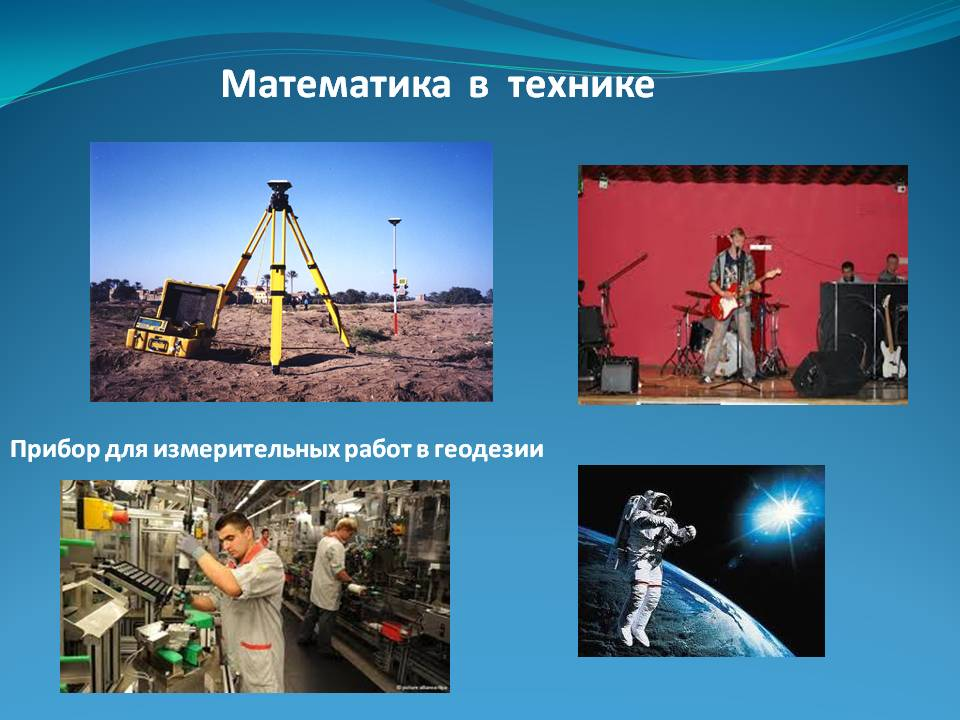 Математика в технике
Прибор для измерительных работ в геодезии